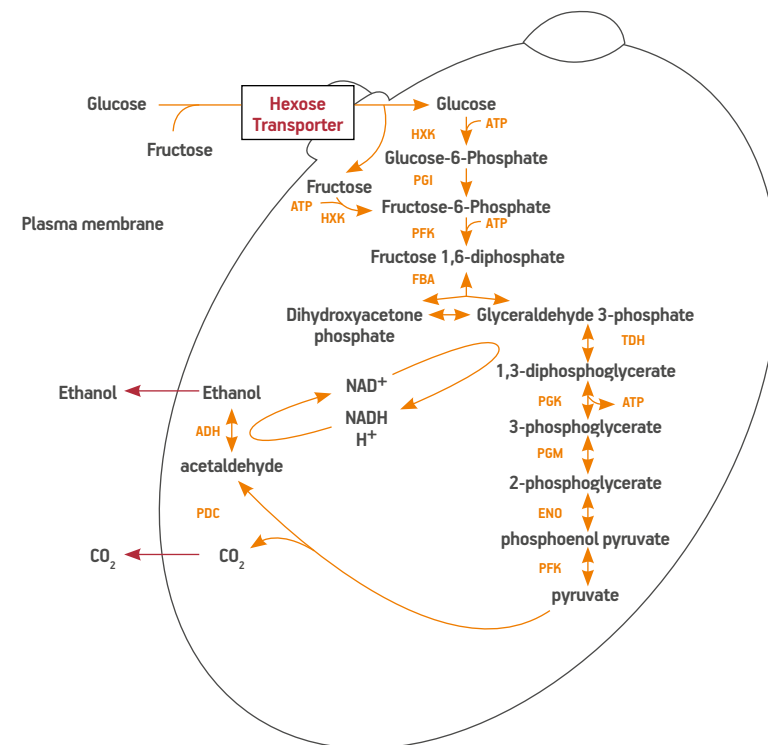 Glucose
Hexose
Transporter
Glucose
Fructose
HXK
ATP
Glucose-6-Phosphate
Fructose
PGI
ATP
HXK
Fructose-6-Phosphate
Plasma membrane
PFK
ATP
Fructose 1,6-diphosphate
FBA
Dihydroxyacetone
phosphate
Glyceraldehyde 3-phosphate
TDH
1,3-diphosphoglycerate
NAD+
Ethanol
Ethanol
PGK
ATP
NADH
H+
3-phosphoglycerate
ADH
PGM
acetaldehyde
2-phosphoglycerate
PDC
ENO
phosphoenol pyruvate
CO2
CO2
PFK
pyruvate